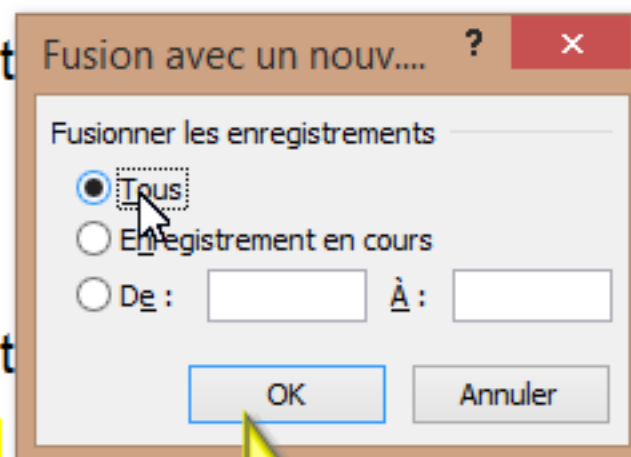 t
Fusion avec un nouv.... ?
Fusionner les enregistrements
Tous
Enregistrement en cours
De : À :
t
OK Annuler